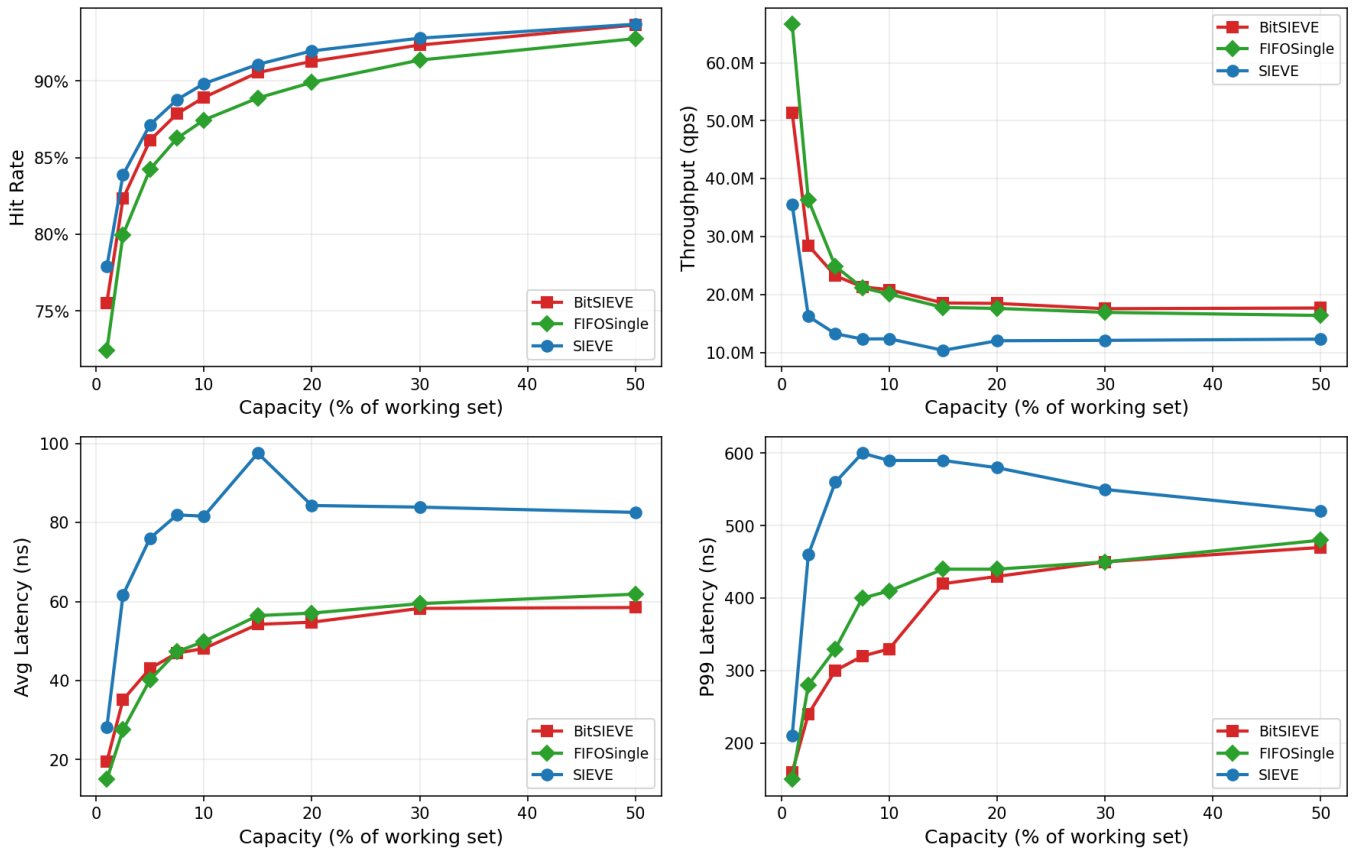 Hit Rate
90%
85%
80%
75%
BitSIEVE
FIFOSingle
SIEVE
0 10 20 30 40 50
Capacity (% of working set)
Throughput (qps)
60.0M
50.0M
40.0M
30.0M
20.0M
10.0M
BitSIEVE
FIFOSingle
SIEVE
0 10 20 30 40 50
Capacity (% of working set)
Avg Latency (ns)
100
80
60
40
20
BitSIEVE
FIFOSingle
SIEVE
0 10 20 30 40 50
Capacity (% of working set)
P99 Latency (ns)
600
500
400
300
200
BitSIEVE
FIFOSingle
SIEVE
0 10 20 30 40 50
Capacity (% of working set)